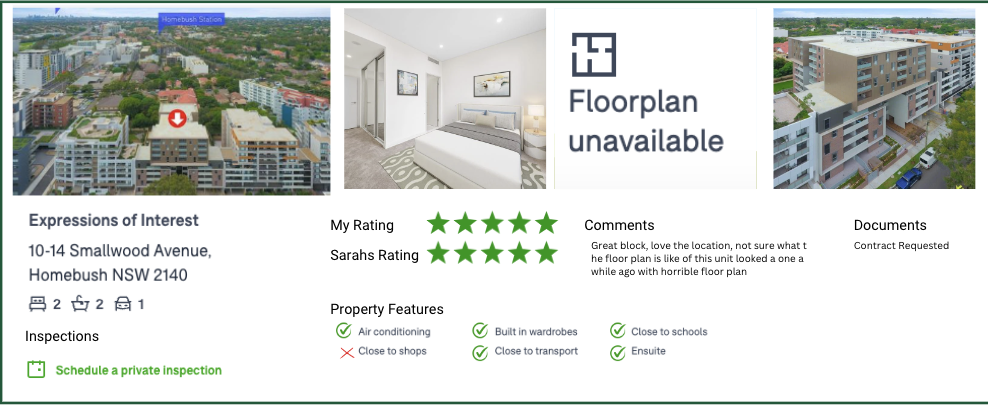 Homebush Station
Floorplan
unavailable
Expressions of Interest
10-14 Smallwood Avenue,
Homebush NSW 2140
2 2 1
Inspections
Schedule a private inspection
My Rating
Sarahs Rating
Comments
Great block, love the location, not sure what t
he floor plan is like of this unit looked a one a
while ago with horrible floor plan
Documents
Contract Requested
Property Features
Air conditioning
Built in wardrobes
Close to schools
Close to shops
Close to transport
Ensuite